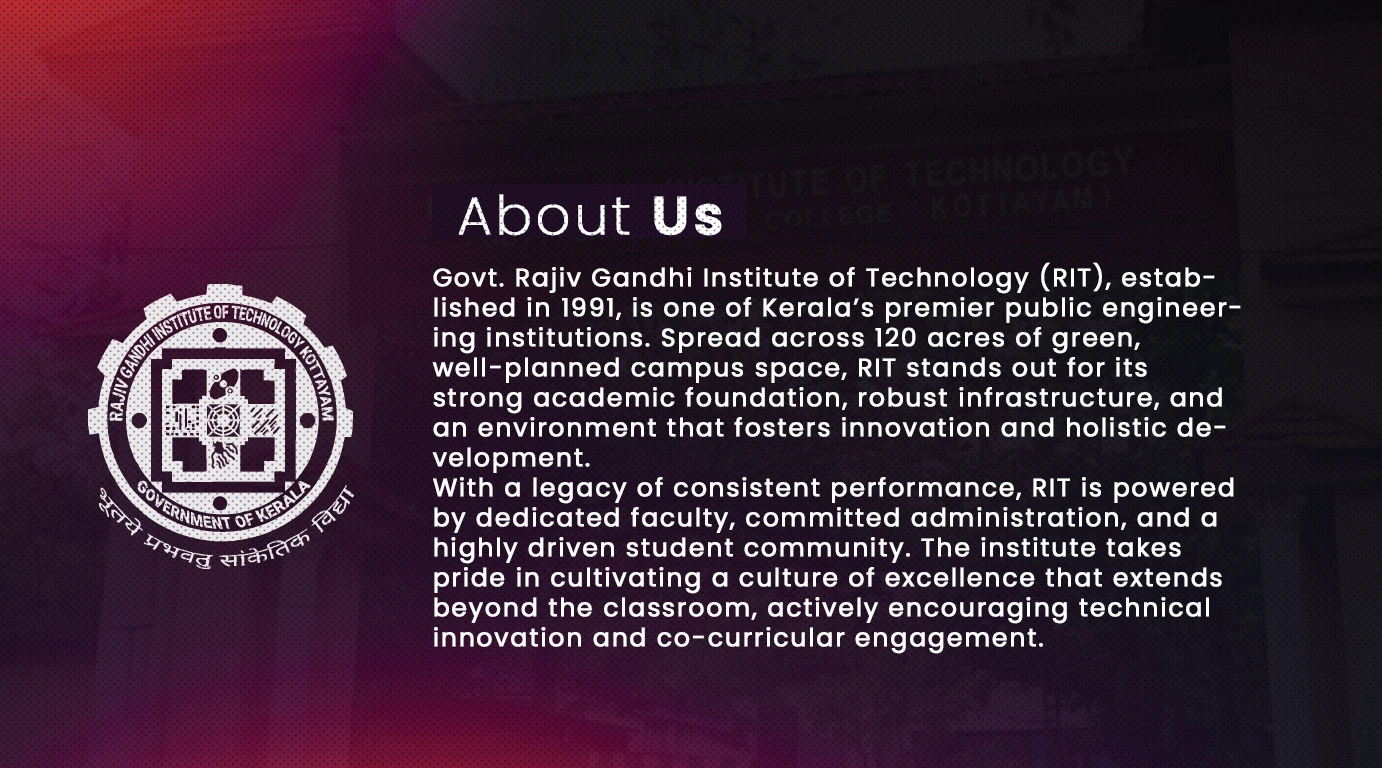 INSTITUTE OF TECHNOLOGY
COLLEGE KOTTAYAM)
About Us
Govt. Rajiv Gandhi Institute of Technology (RIT), estab-
lished in 1991, is one of Kerala’s premier public engineer-
ing institutions. Spread across 120 acres of green,
well-planned campus space, RIT stands out for its
strong academic foundation, robust infrastructure, and
an environment that fosters innovation and holistic de-
velopment.
With a legacy of consistent performance, RIT is powered
by dedicated faculty, committed administration, and a
highly driven student community. The institute takes
pride in cultivating a culture of excellence that extends
beyond the classroom, actively encouraging technical
innovation and co-curricular engagement.
RAJIV GANDHI INSTITUTE OF TECHNOLOGY KOTTAYAM
GOVERNMENT OF KERALA
भूतये प्रभवतु सांकेतिक विद्या